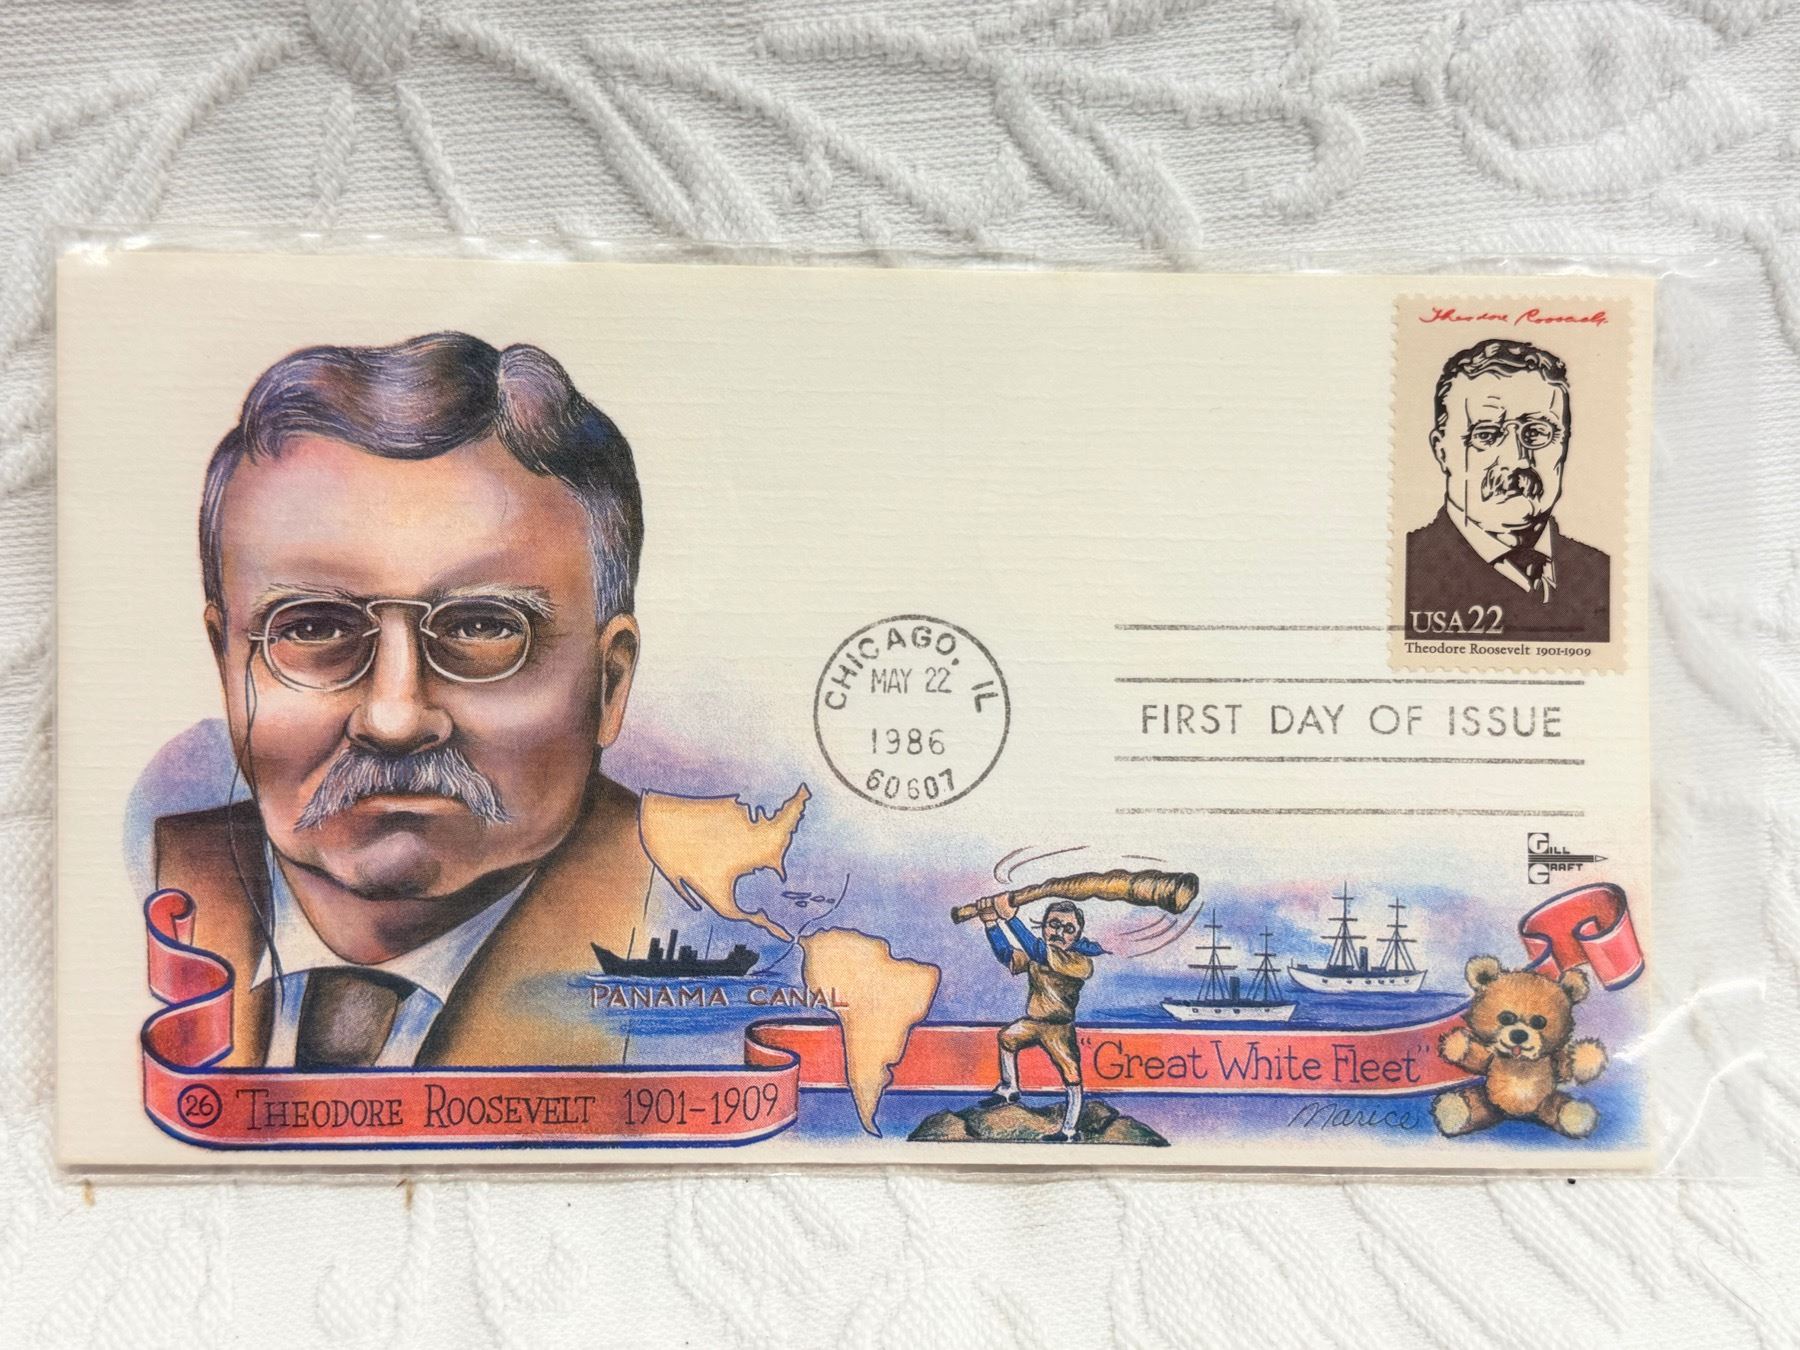 Theodore Roosevelt
USA22
Theodore Roosevelt 1901-1909
CHICAGO, IL
MAY 22
1986
60607
FIRST DAY OF ISSUE
GILL
CRAFT
PANAMA CANAL
"Great White Fleet"
Marice
26 THEODORE ROOSEVELT 1901-1909